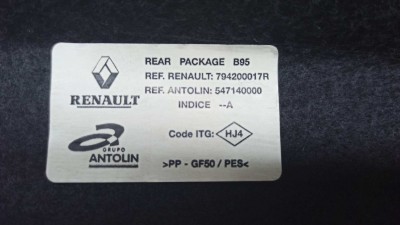 REAR PACKAGE B95
REF. RENAULT: 794200017R
REF. ANTOLIN: 547140000
INDICE --A
RENAULT
Code ITG: HJ4
GRUPO
ANTOLIN
>PP - GF50 / PES<